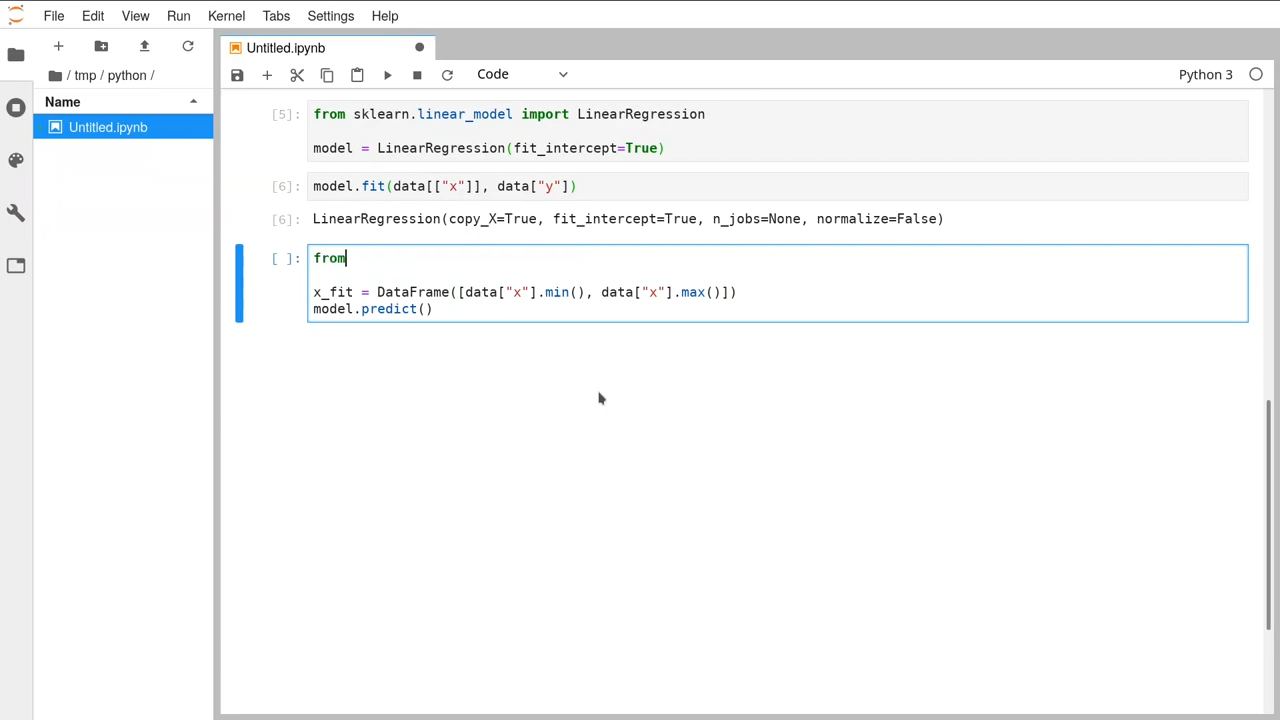 File Edit View Run Kernel Tabs Settings Help
Untitled.ipynb
/ tmp / python /
Code
Python 3
Name
Untitled.ipynb
[5]: from sklearn.linear_model import LinearRegression
model = LinearRegression(fit_intercept=True)
[6]: model.fit(data[["x"]], data["y"])
[6]: LinearRegression(copy_X=True, fit_intercept=True, n_jobs=None, normalize=False)
[ ]: from
x_fit = DataFrame([data["x"].min(), data["x"].max()])
model.predict()